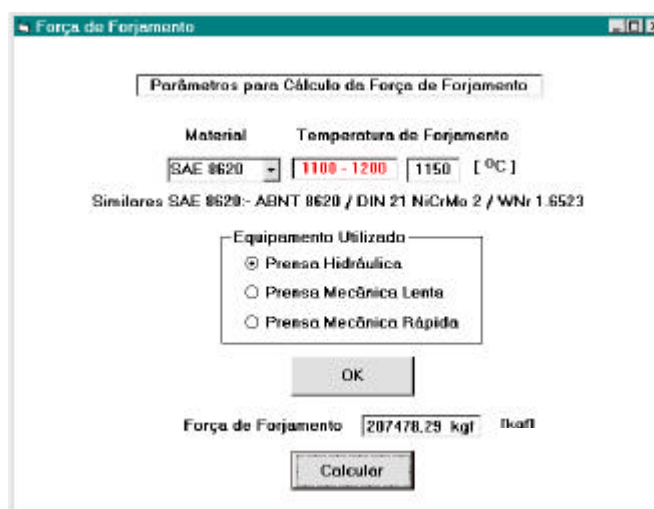 Força de Forjamento
Parâmetros para Cálculo da Força de Forjamento
Material Temperatura de Forjamento
SAE 8620 1100 - 1200 1150 [ ºC ]
Similares SAE 8620:- ABNT 8620 / DIN 21 NiCrMo 2 / WNr 1.6523
Equipamento Utilizado
Prensa Hidráulica
Prensa Mecânica Lenta
Prensa Mecânica Rápida
OK
Força de Forjamento 207478,29 kgf [kgf]
Calcular